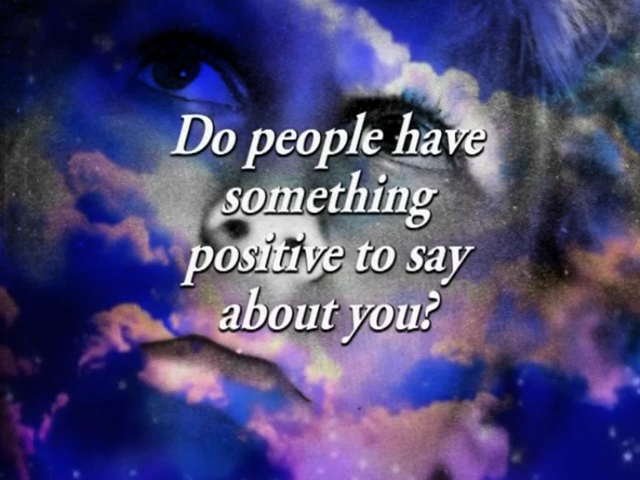 Do people have
something
positive to say
about you?